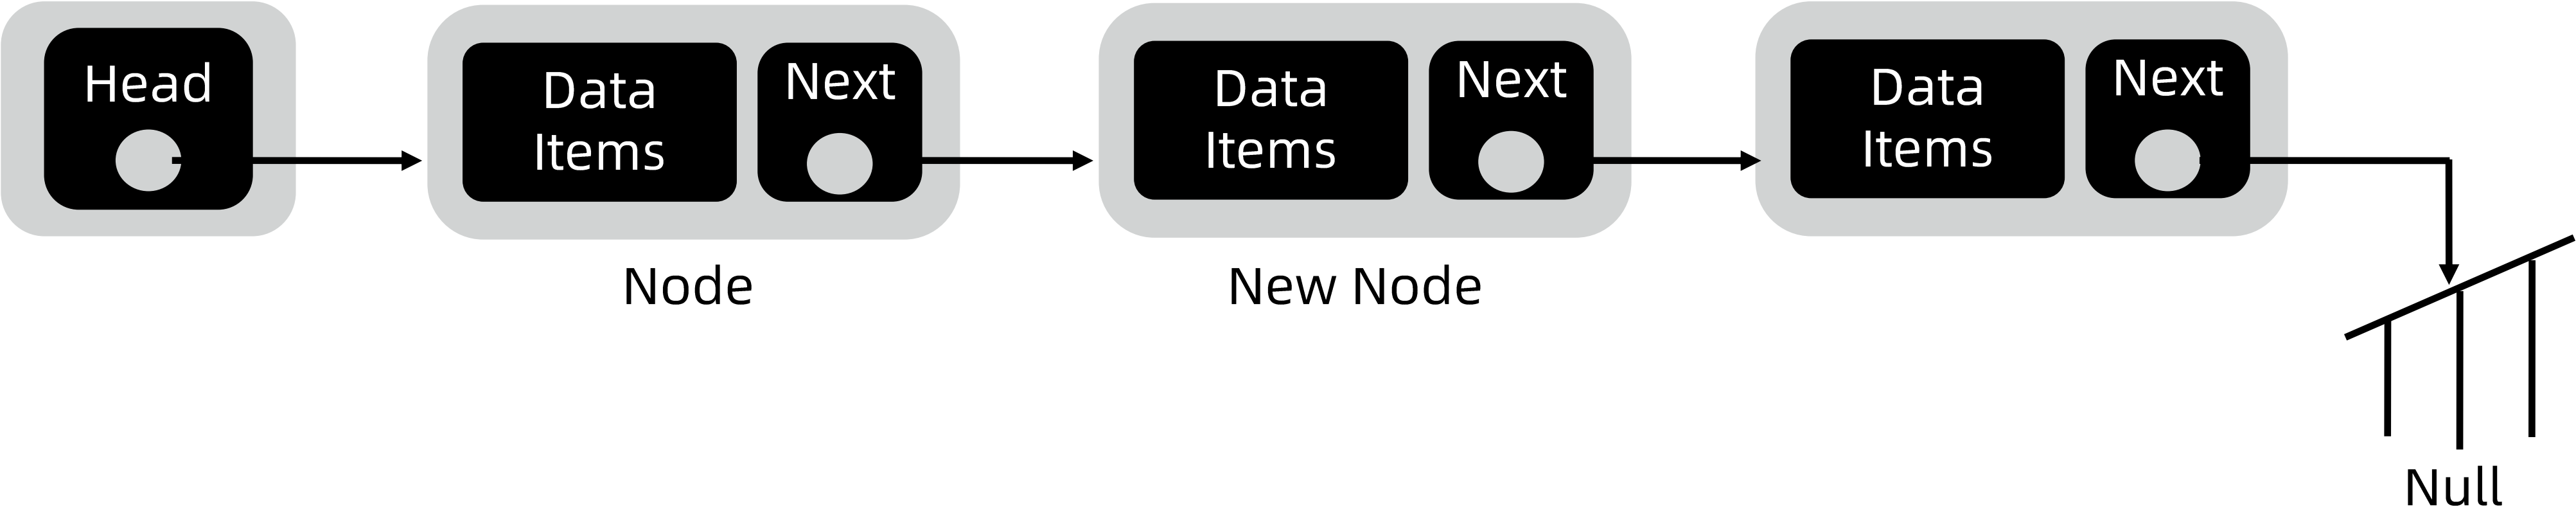 Head
Data
Items
Next
Data
Items
Next
Data
Items
Next
Node
New Node
Null